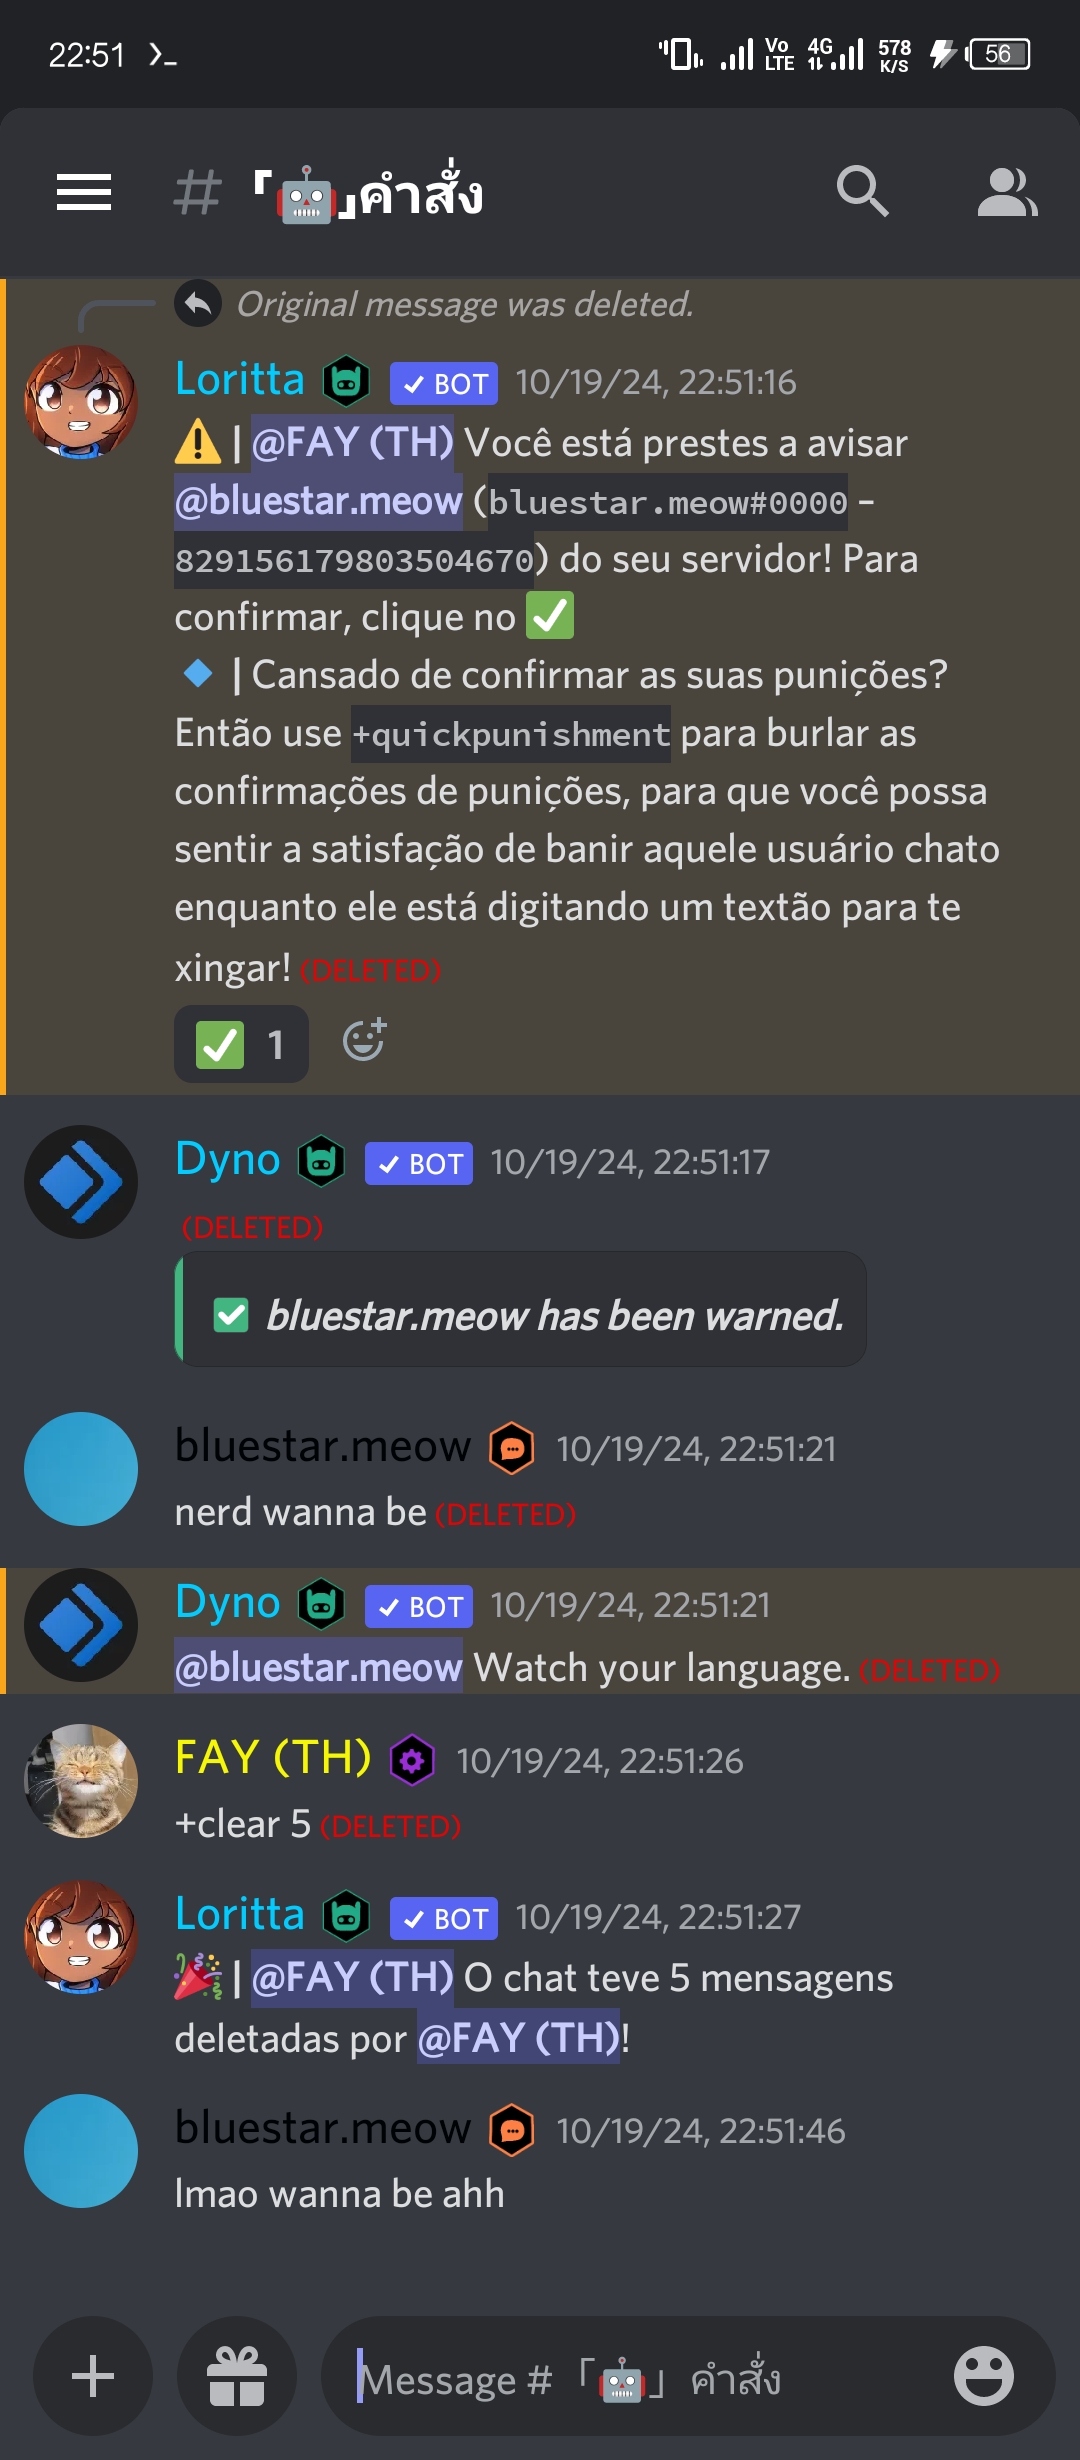 22:51
Vo LTE 4G 578 K/S 56
# 「🤖」คำสั่ง
Original message was deleted.
Loritta ✓ BOT 10/19/24, 22:51:16
⚠️ | @FAY (TH) Você está prestes a avisar
@bluestar.meow (bluestar.meow#0000 –
829156179803504670) do seu servidor! Para
confirmar, clique no ✅
🔹 | Cansado de confirmar as suas punições?
Então use +quickpunishment para burlar as
confirmações de punições, para que você possa
sentir a satisfação de banir aquele usuário chato
enquanto ele está digitando um textão para te
xingar! (DELETED)
✅ 1
Dyno ✓ BOT 10/19/24, 22:51:17
(DELETED)
bluestar.meow has been warned.
bluestar.meow 10/19/24, 22:51:21
nerd wanna be (DELETED)
Dyno ✓ BOT 10/19/24, 22:51:21
@bluestar.meow Watch your language. (DELETED)
FAY (TH) 10/19/24, 22:51:26
+clear 5 (DELETED)
Loritta ✓ BOT 10/19/24, 22:51:27
🎉 | @FAY (TH) O chat teve 5 mensagens
deletadas por @FAY (TH)!
bluestar.meow 10/19/24, 22:51:46
lmao wanna be ahh
Message #「🤖」คำสั่ง